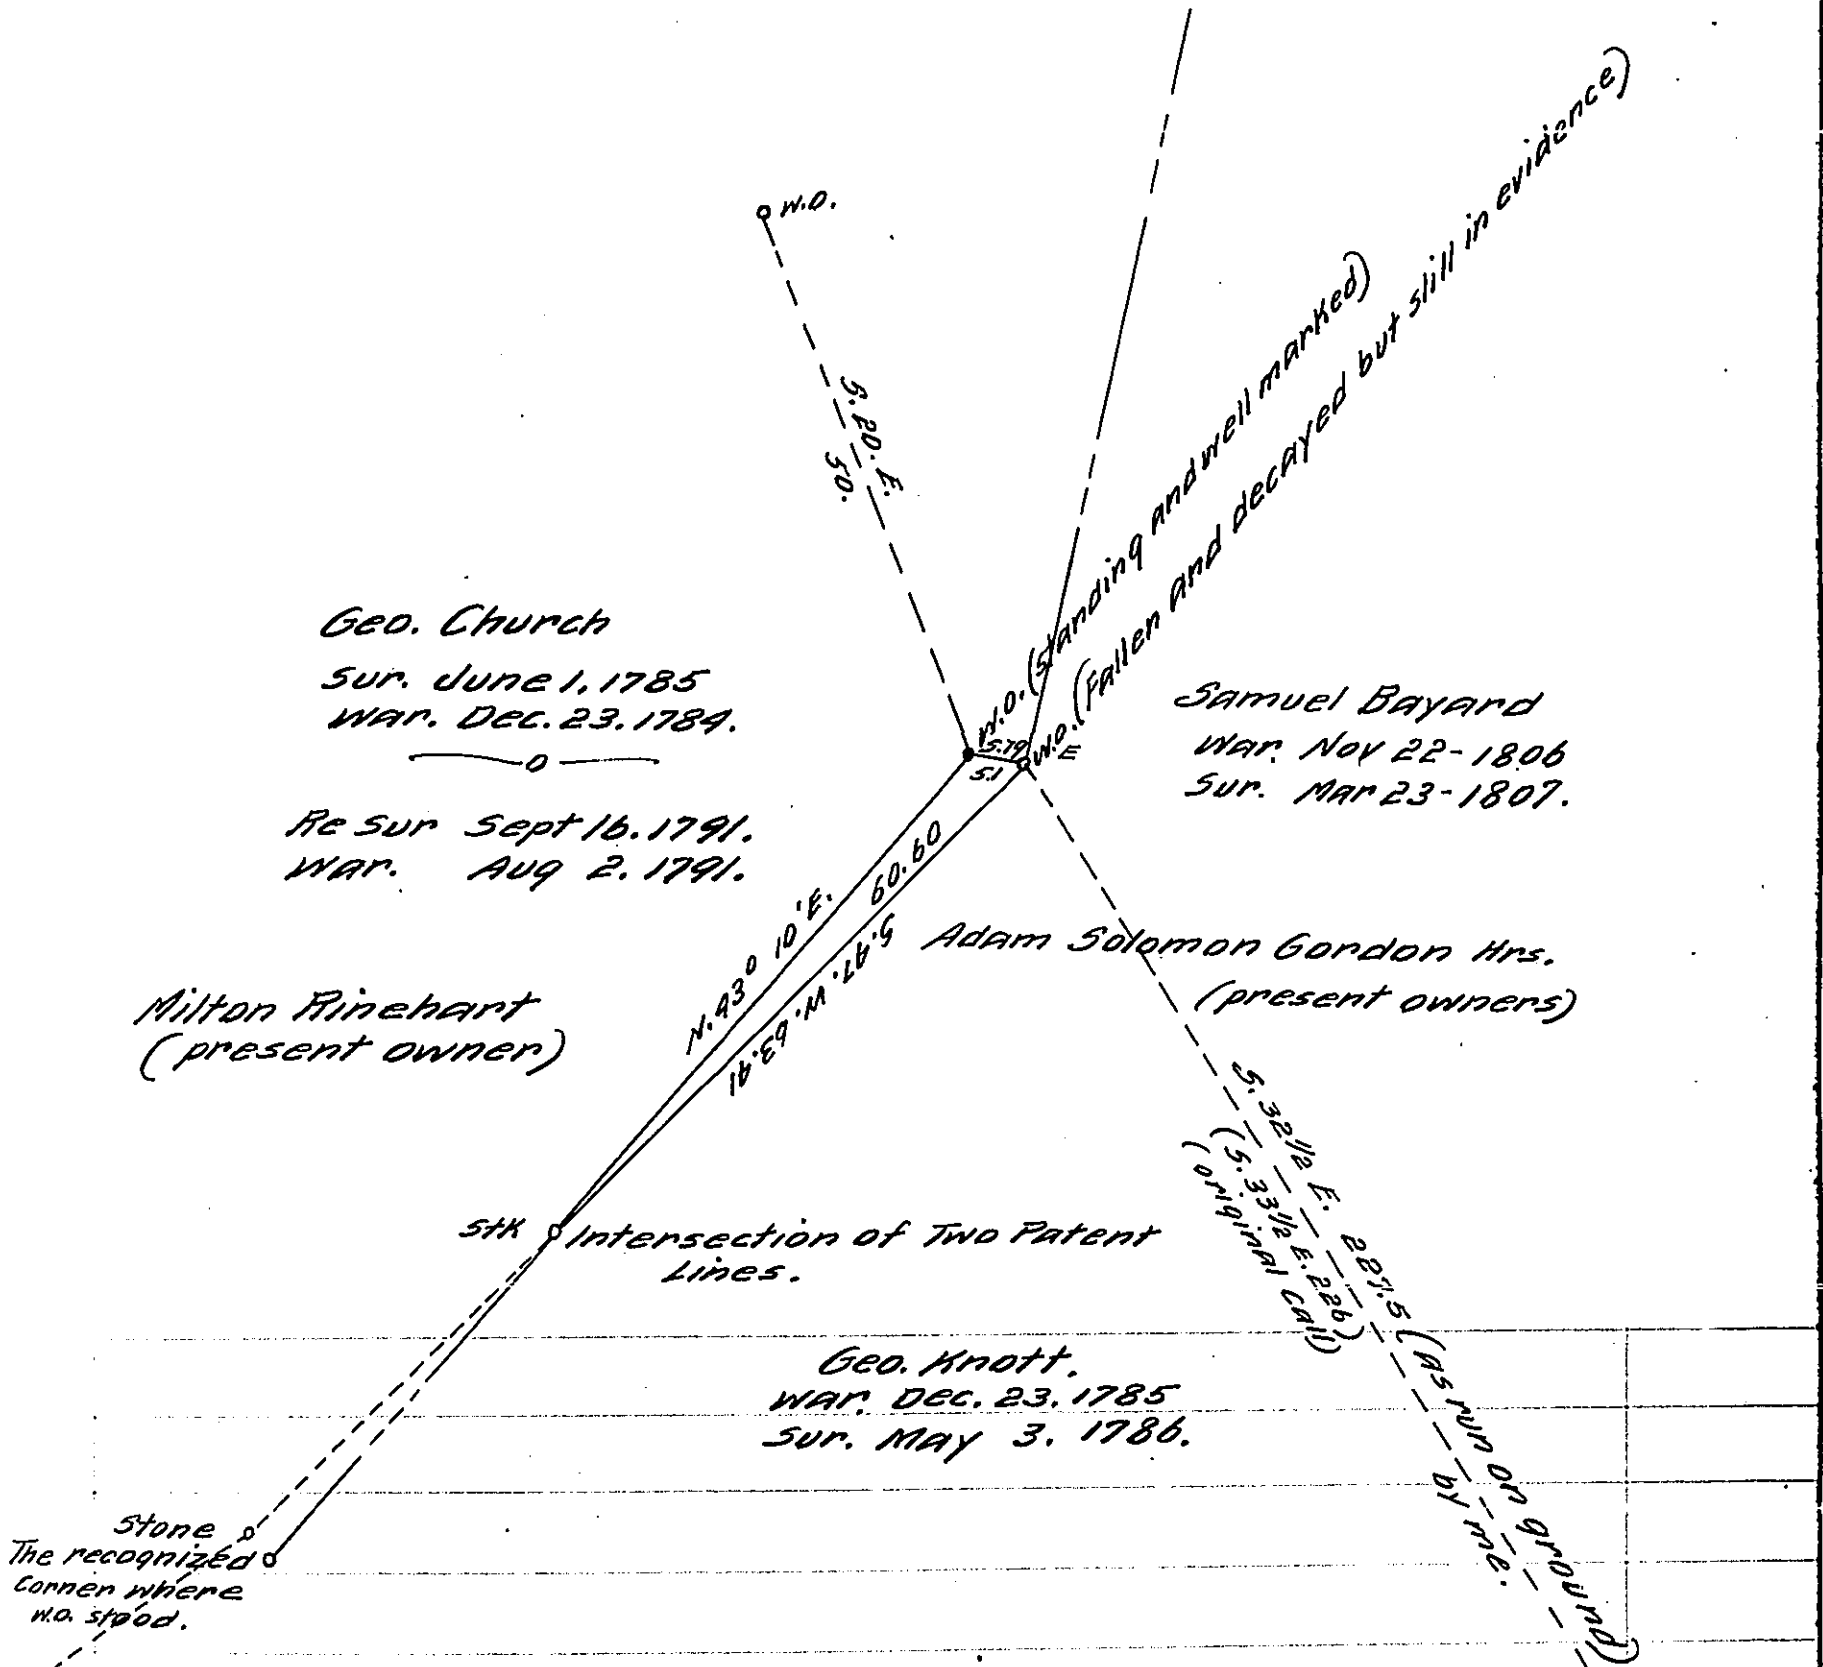 W.O.
S. 20. E.
50.
W.O. (Standing and well marked)
W.O. (Fallen and decayed but still in evidence)
Geo. Church
Sur. June 1. 1785
War. Dec. 23. 1784.
Re Sur Sept 16. 1791.
War. Aug 2. 1791.
Samuel Bayard
War. Nov 22-1806
Sur. Mar 23-1807.
S.79 E
5.1
N. 43° 10' E. 60.60
S. 47. W. 63.41
Adam Solomon Gordon Hrs.
(present owners)
Milton Rinehart
(present owner)
S. 32 1/2 E. 227.5 (as run on ground)
by me.
(S. 33 1/2 E. 226)
(original call)
Stk
Intersection of Two Patent
Lines.
Geo. Knott.
War. Dec. 23. 1785
Sur. May 3. 1786.
Stone
The recognized
Corner where
W.O. stood.